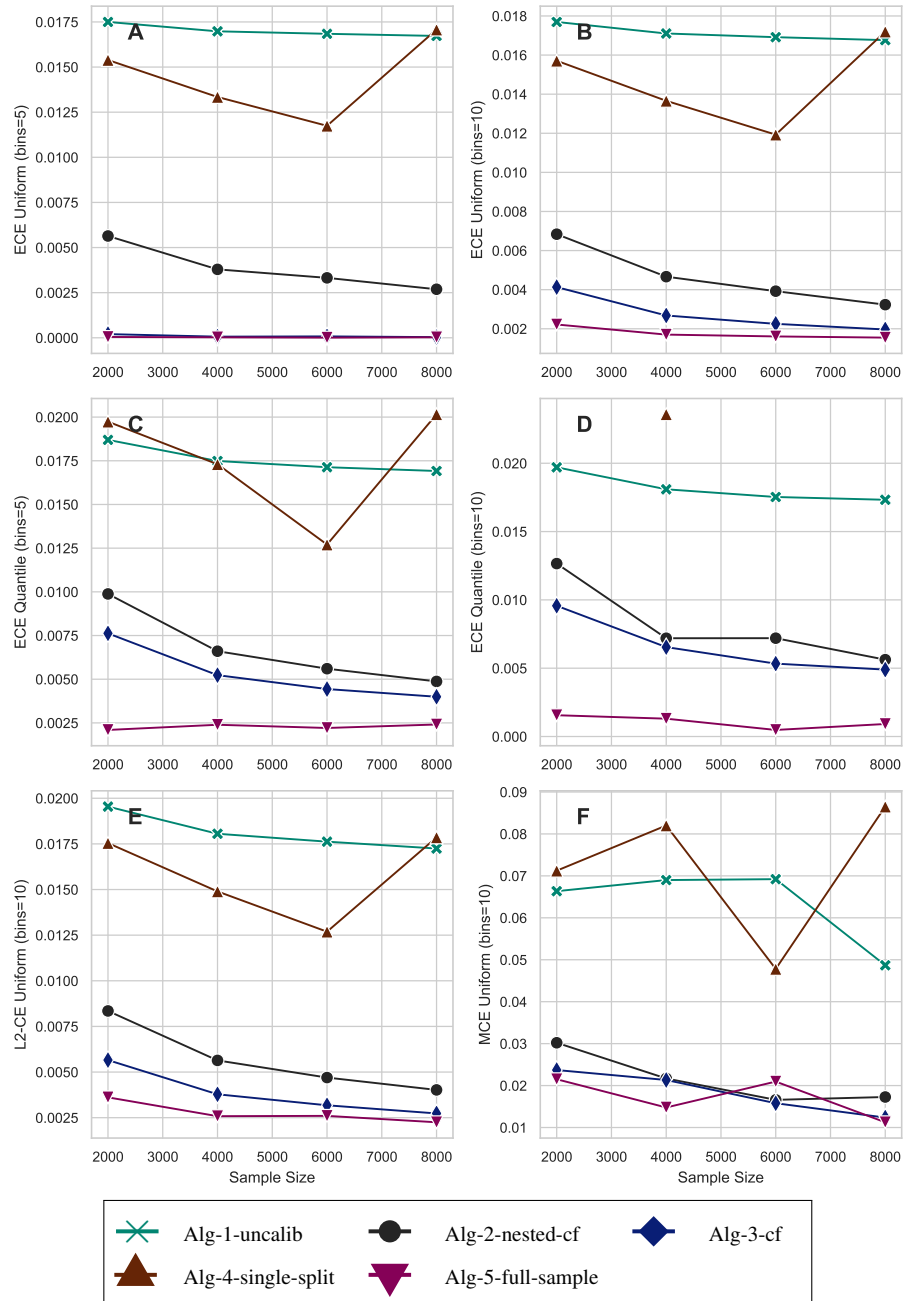 A
0.0175
0.0150
0.0125
0.0100
0.0075
0.0050
0.0025
0.0000
ECE Uniform (bins=5)
2000 3000 4000 5000 6000 7000 8000
B
0.018
0.016
0.014
0.012
0.010
0.008
0.006
0.004
0.002
ECE Uniform (bins=10)
2000 3000 4000 5000 6000 7000 8000
C
0.0200
0.0175
0.0150
0.0125
0.0100
0.0075
0.0050
0.0025
ECE Quantile (bins=5)
2000 3000 4000 5000 6000 7000 8000
D
0.020
0.015
0.010
0.005
0.000
ECE Quantile (bins=10)
2000 3000 4000 5000 6000 7000 8000
E
0.0200
0.0175
0.0150
0.0125
0.0100
0.0075
0.0050
0.0025
L2-CE Uniform (bins=10)
2000 3000 4000 5000 6000 7000 8000
Sample Size
F
0.09
0.08
0.07
0.06
0.05
0.04
0.03
0.02
0.01
MCE Uniform (bins=10)
2000 3000 4000 5000 6000 7000 8000
Sample Size
Alg-1-uncalib Alg-2-nested-cf Alg-3-cf
Alg-4-single-split Alg-5-full-sample